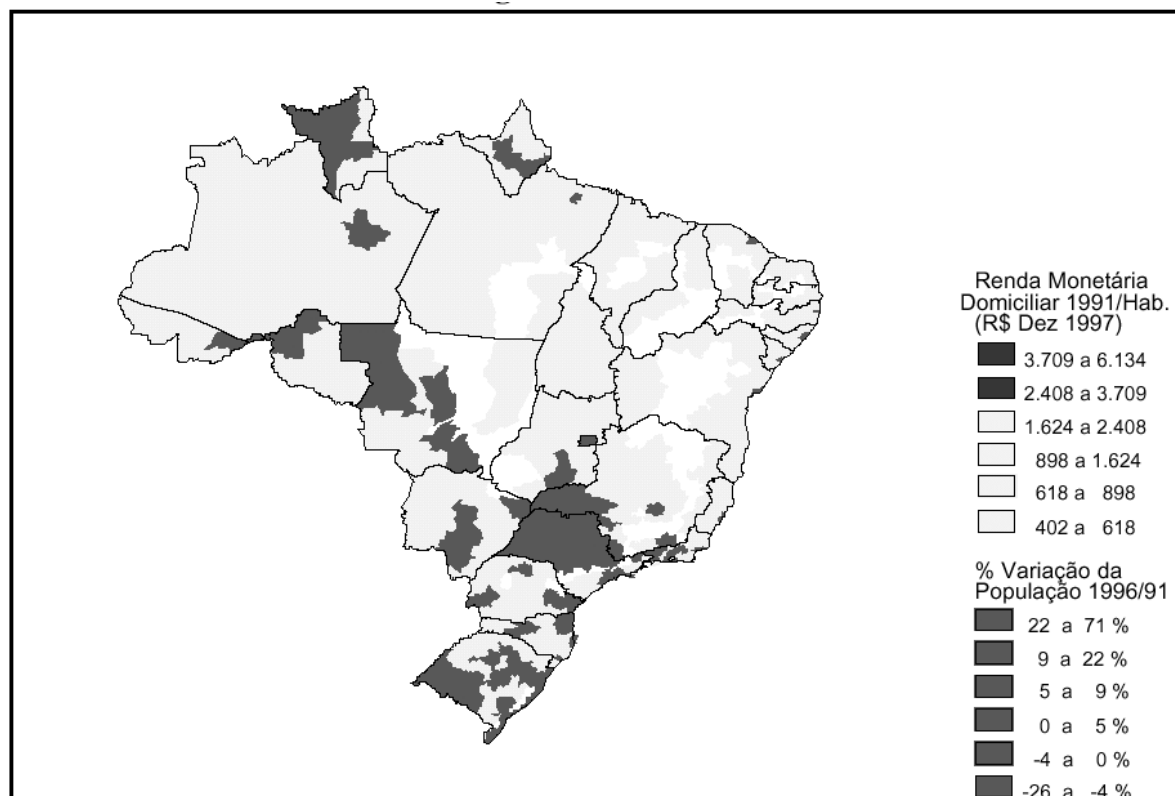 Renda Monetária
Domiciliar 1991/Hab.
(R$ Dez 1997)
3.709 a 6.134
2.408 a 3.709
1.624 a 2.408
898 a 1.624
618 a 898
402 a 618
% Variação da
População 1996/91
22 a 71 %
9 a 22 %
5 a 9 %
0 a 5 %
-4 a 0 %
-26 a -4 %